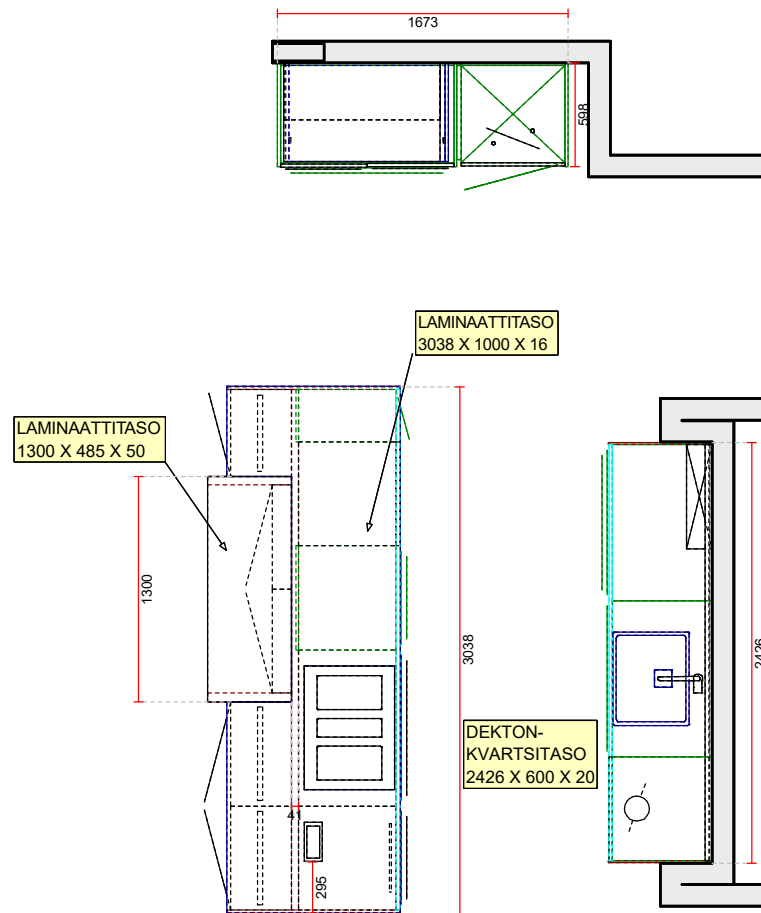 1673
598
LAMINAATTITASO
3038 X 1000 X 16
LAMINAATTITASO
1300 X 485 X 50
1300
3038
2426
DEKTON-
KVARTSITASO
2426 X 600 X 20
41
295